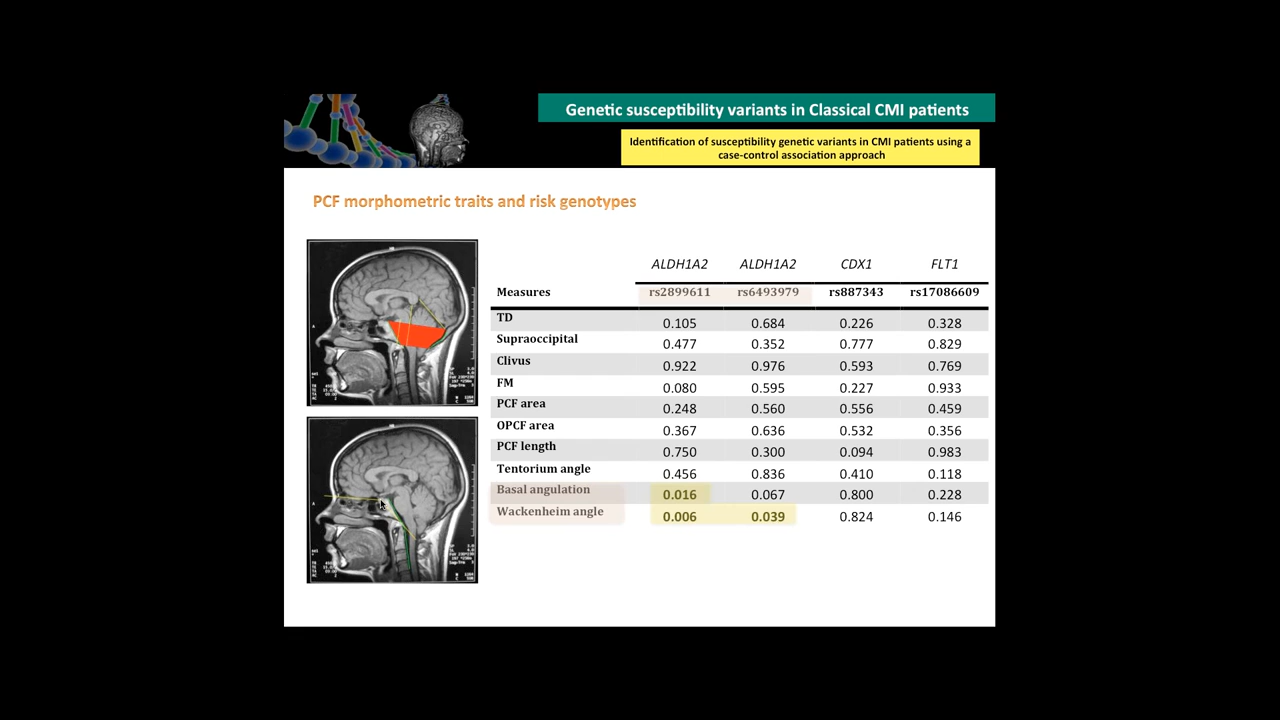 Genetic susceptibility variants in Classical CMI patients
Identification of susceptibility genetic variants in CMI patients using a
case-control association approach
PCF morphometric traits and risk genotypes
ALDH1A2 ALDH1A2 CDX1 FLT1
Measures rs2899611 rs6493979 rs887343 rs17086609
TD 0.105 0.684 0.226 0.328
Supraoccipital 0.477 0.352 0.777 0.829
Clivus 0.922 0.976 0.593 0.769
FM 0.080 0.595 0.227 0.933
PCF area 0.248 0.560 0.556 0.459
OPCF area 0.367 0.636 0.532 0.356
PCF length 0.750 0.300 0.094 0.983
Tentorium angle 0.456 0.836 0.410 0.118
Basal angulation 0.016 0.067 0.800 0.228
Wackenheim angle 0.006 0.039 0.824 0.146